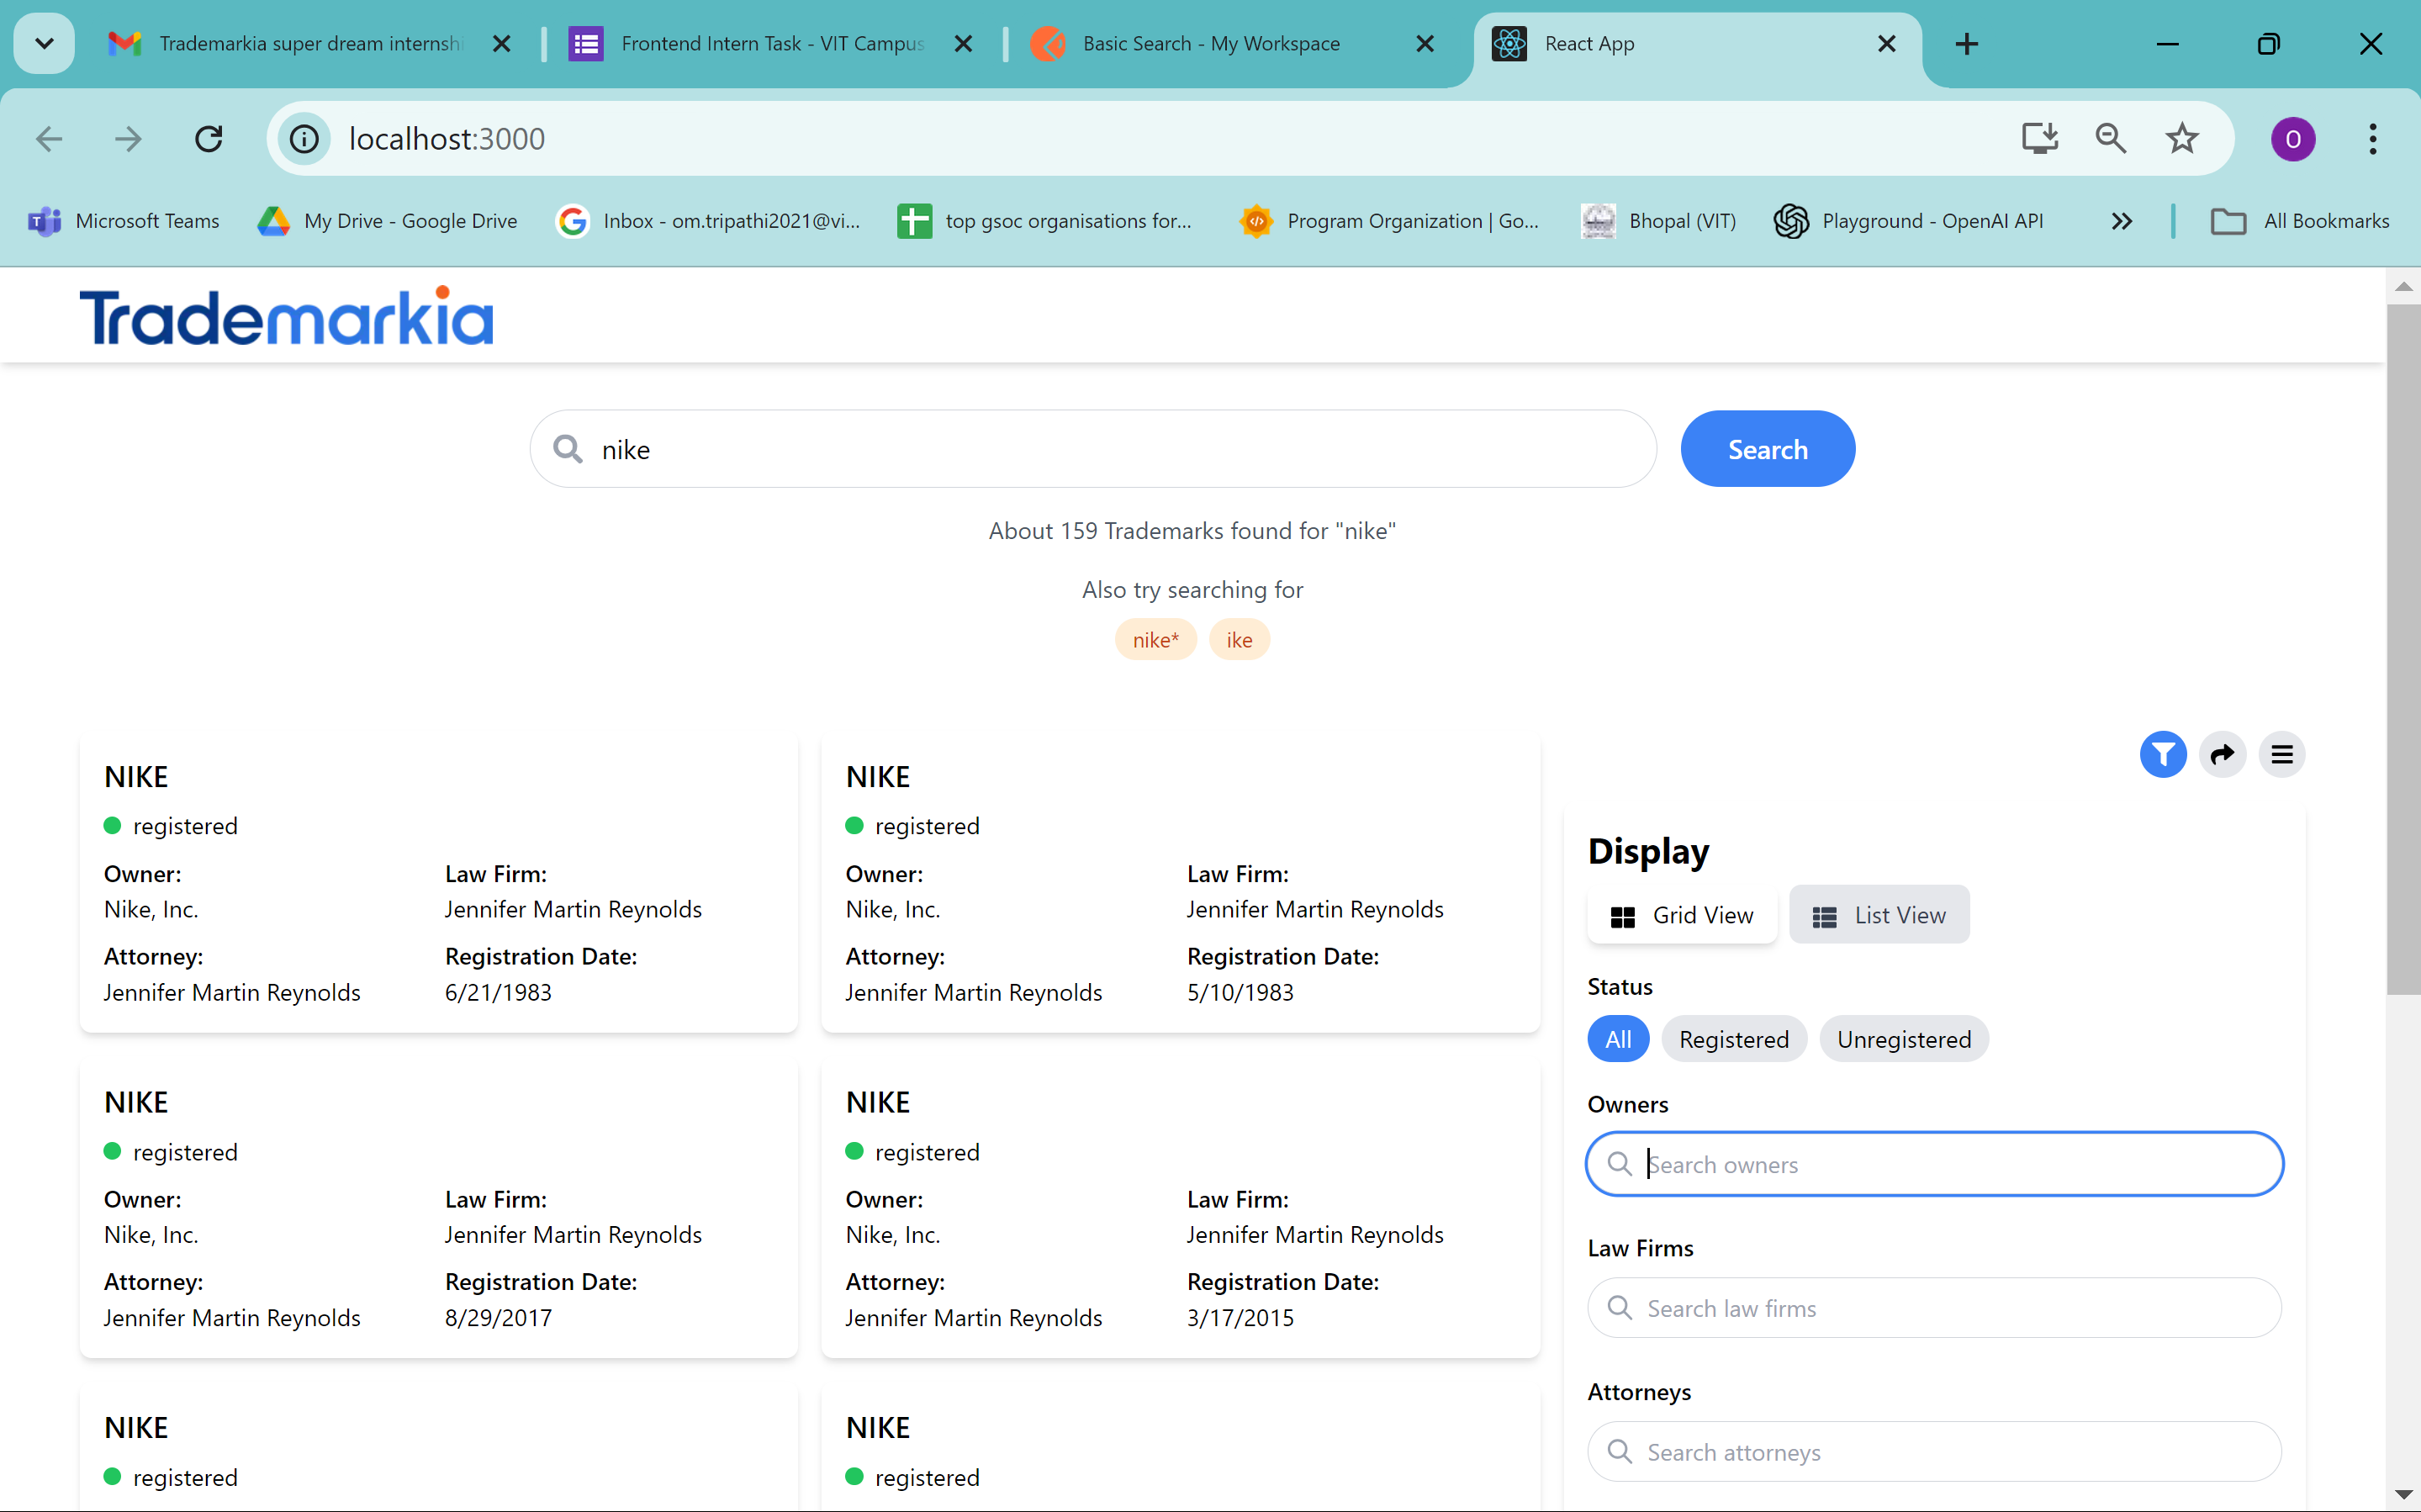 Trademarkia super dream internshi
Frontend Intern Task - VIT Campus
Basic Search - My Workspace
React App
localhost:3000
O
Microsoft Teams
My Drive - Google Drive
Inbox - om.tripathi2021@vi...
top gsoc organisations for...
Program Organization | Go...
Bhopal (VIT)
Playground - OpenAI API
All Bookmarks
Trademarkia
nike
Search
About 159 Trademarks found for "nike"
Also try searching for
nike* ike
NIKE
registered
Owner: Law Firm:
Nike, Inc. Jennifer Martin Reynolds
Attorney: Registration Date:
Jennifer Martin Reynolds 6/21/1983
NIKE
registered
Owner: Law Firm:
Nike, Inc. Jennifer Martin Reynolds
Attorney: Registration Date:
Jennifer Martin Reynolds 5/10/1983
NIKE
registered
Owner: Law Firm:
Nike, Inc. Jennifer Martin Reynolds
Attorney: Registration Date:
Jennifer Martin Reynolds 8/29/2017
NIKE
registered
Owner: Law Firm:
Nike, Inc. Jennifer Martin Reynolds
Attorney: Registration Date:
Jennifer Martin Reynolds 3/17/2015
NIKE
registered
NIKE
registered
Display
Grid View List View
Status
All Registered Unregistered
Owners
Search owners
Law Firms
Search law firms
Attorneys
Search attorneys